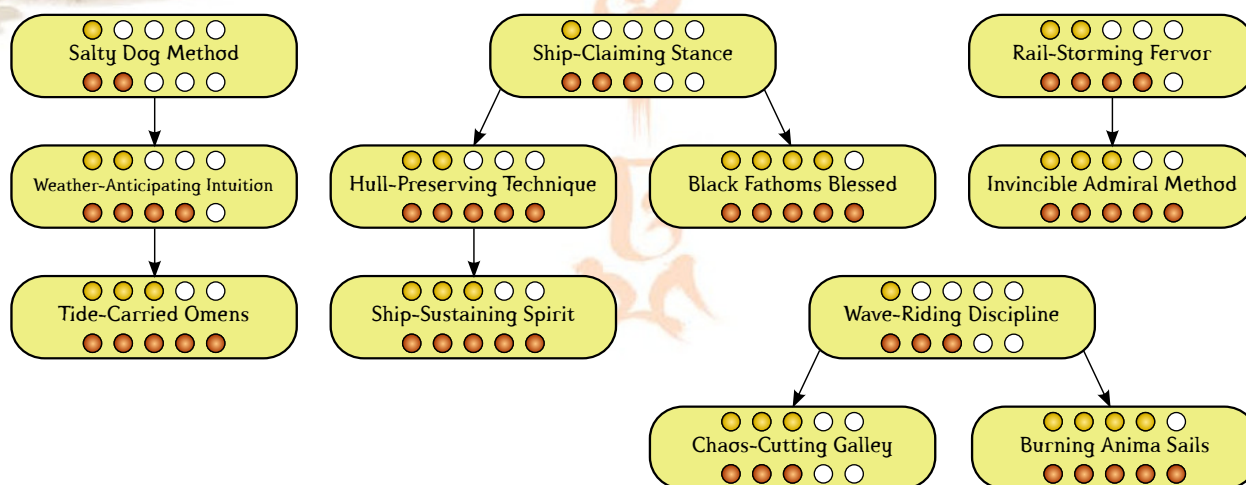 Salty Dog Method
Ship-Claiming Stance
Rail-Storming Fervor
Weather-Anticipating Intuition
Hull-Preserving Technique
Black Fathoms Blessed
Invincible Admiral Method
Tide-Carried Omens
Ship-Sustaining Spirit
Wave-Riding Discipline
Chaos-Cutting Galley
Burning Anima Sails